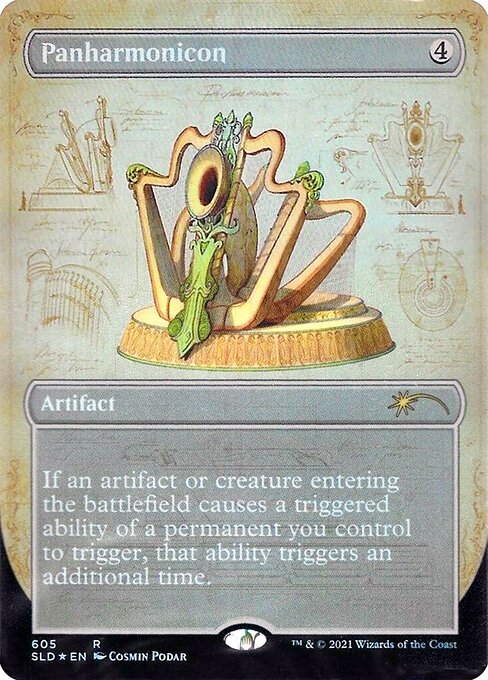 Panharmonicon 4
Panharmonicon
Artifact
If an artifact or creature entering
the battlefield causes a triggered
ability of a permanent you control
to trigger, that ability triggers an
additional time.
605 R
SLD ★ EN Cosmin Podar
™ & © 2021 Wizards of the Coast